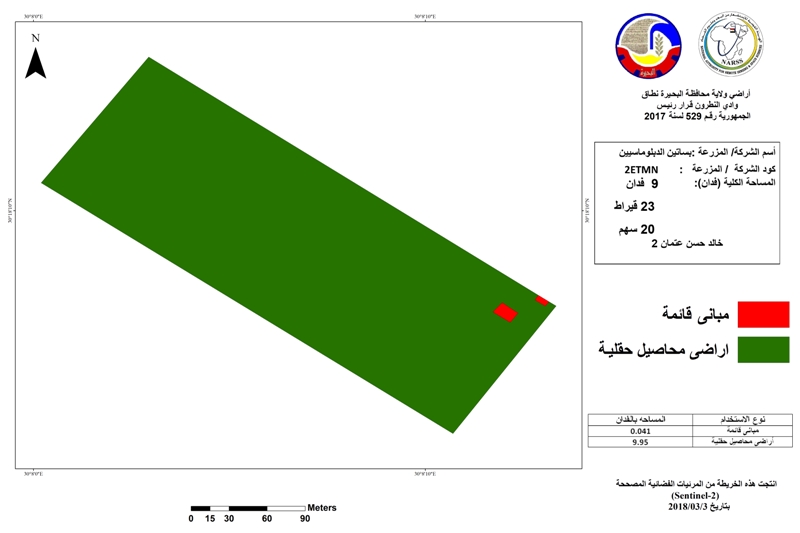 30°9'0"E
30°9'10"E
N
30°18'0"N
30°18'0"N
30°9'0"E
30°9'10"E
Meters
0 15 30 60 90
البحيرة
NARSS
أراضي ولاية محافظة البحيرة نطاق
وادي النطرون قرار رئيس
الجمهورية رقم 529 لسنة 2017
أسم الشركة/ المزرعة :بساتين الدبلوماسيين
كود الشركة / المزرعة : 2ETMN
المساحة الكلية (فدان): 9 فدان
23 قيراط
20 سهم
خالد حسن عتمان 2
مبانى قائمة
اراضى محاصيل حقلية
نوع الاستخدام المساحه بالفدان
مباني قائمة 0.041
أراضي محاصيل حقلية 9.95
انتجت هذه الخريطة من المرئيات الفضائية المصححة
(Sentinel-2)
بتاريخ 2018/03/3